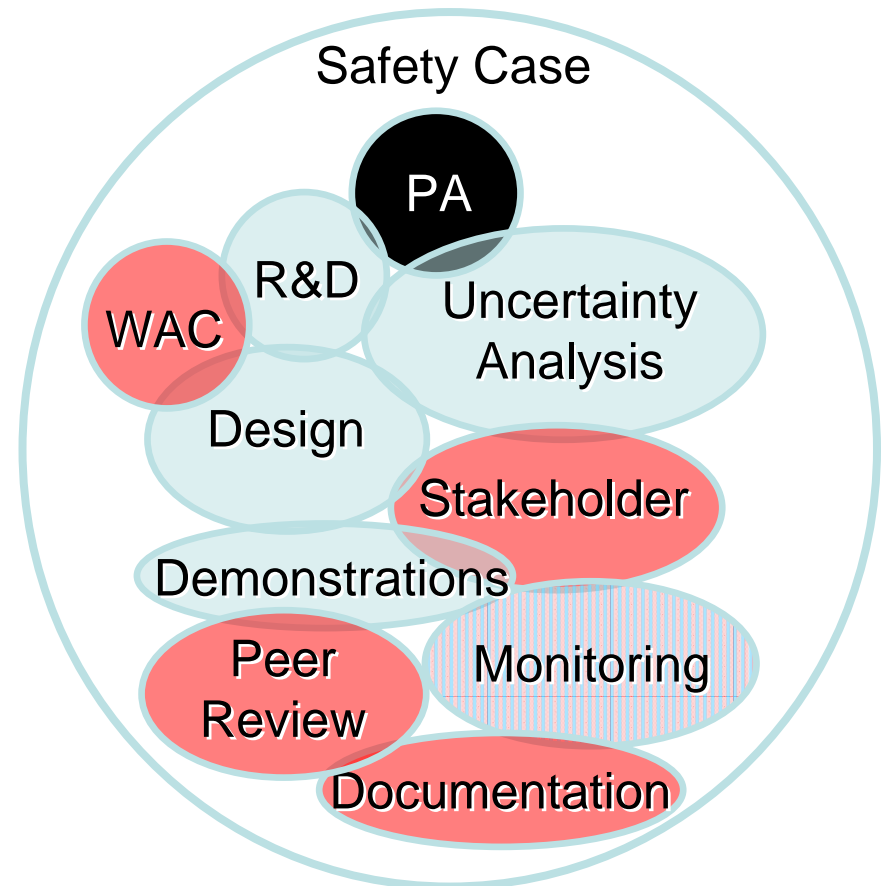 Safety Case
PA
R&D
WAC
Uncertainty
Analysis
Design
Stakeholder
Demonstrations
Peer
Review
Monitoring
Documentation